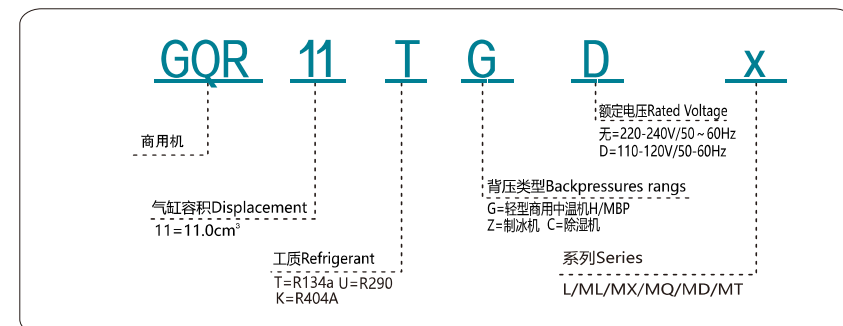 GQR 11 T G D x
额定电压Rated Voltage
无=220-240V/50~60Hz
D=110-120V/50-60Hz
商用机
背压类型Backpressures rangs
G=轻型商用中温机H/MBP
Z=制冰机 C=除湿机
气缸容积Displacement
11=11.0cm³
工质Refrigerant
T=R134a U=R290
K=R404A
系列Series
L/ML/MX/MQ/MD/MT